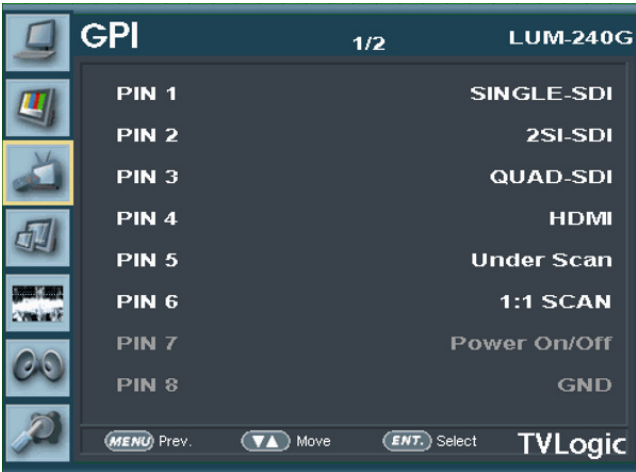 GPI 1/2 LUM-240G
PIN 1 SINGLE-SDI
PIN 2 2SI-SDI
PIN 3 QUAD-SDI
PIN 4 HDMI
PIN 5 Under Scan
PIN 6 1:1 SCAN
PIN 7 Power On/Off
PIN 8 GND
MENU Prev. ▼▲ Move ENT. Select TVLogic